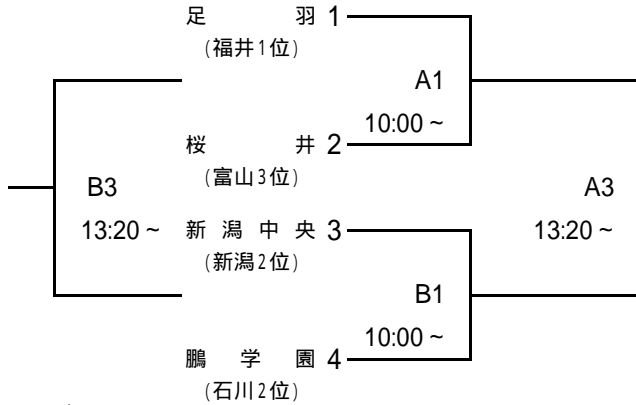 足羽 1
(福井1位)
A1
10:00 ~
桜井 2
(富山3位)
B3
13:20 ~
A3
13:20 ~
新潟中央 3
(新潟2位)
B1
10:00 ~
鵬学園 4
(石川2位)